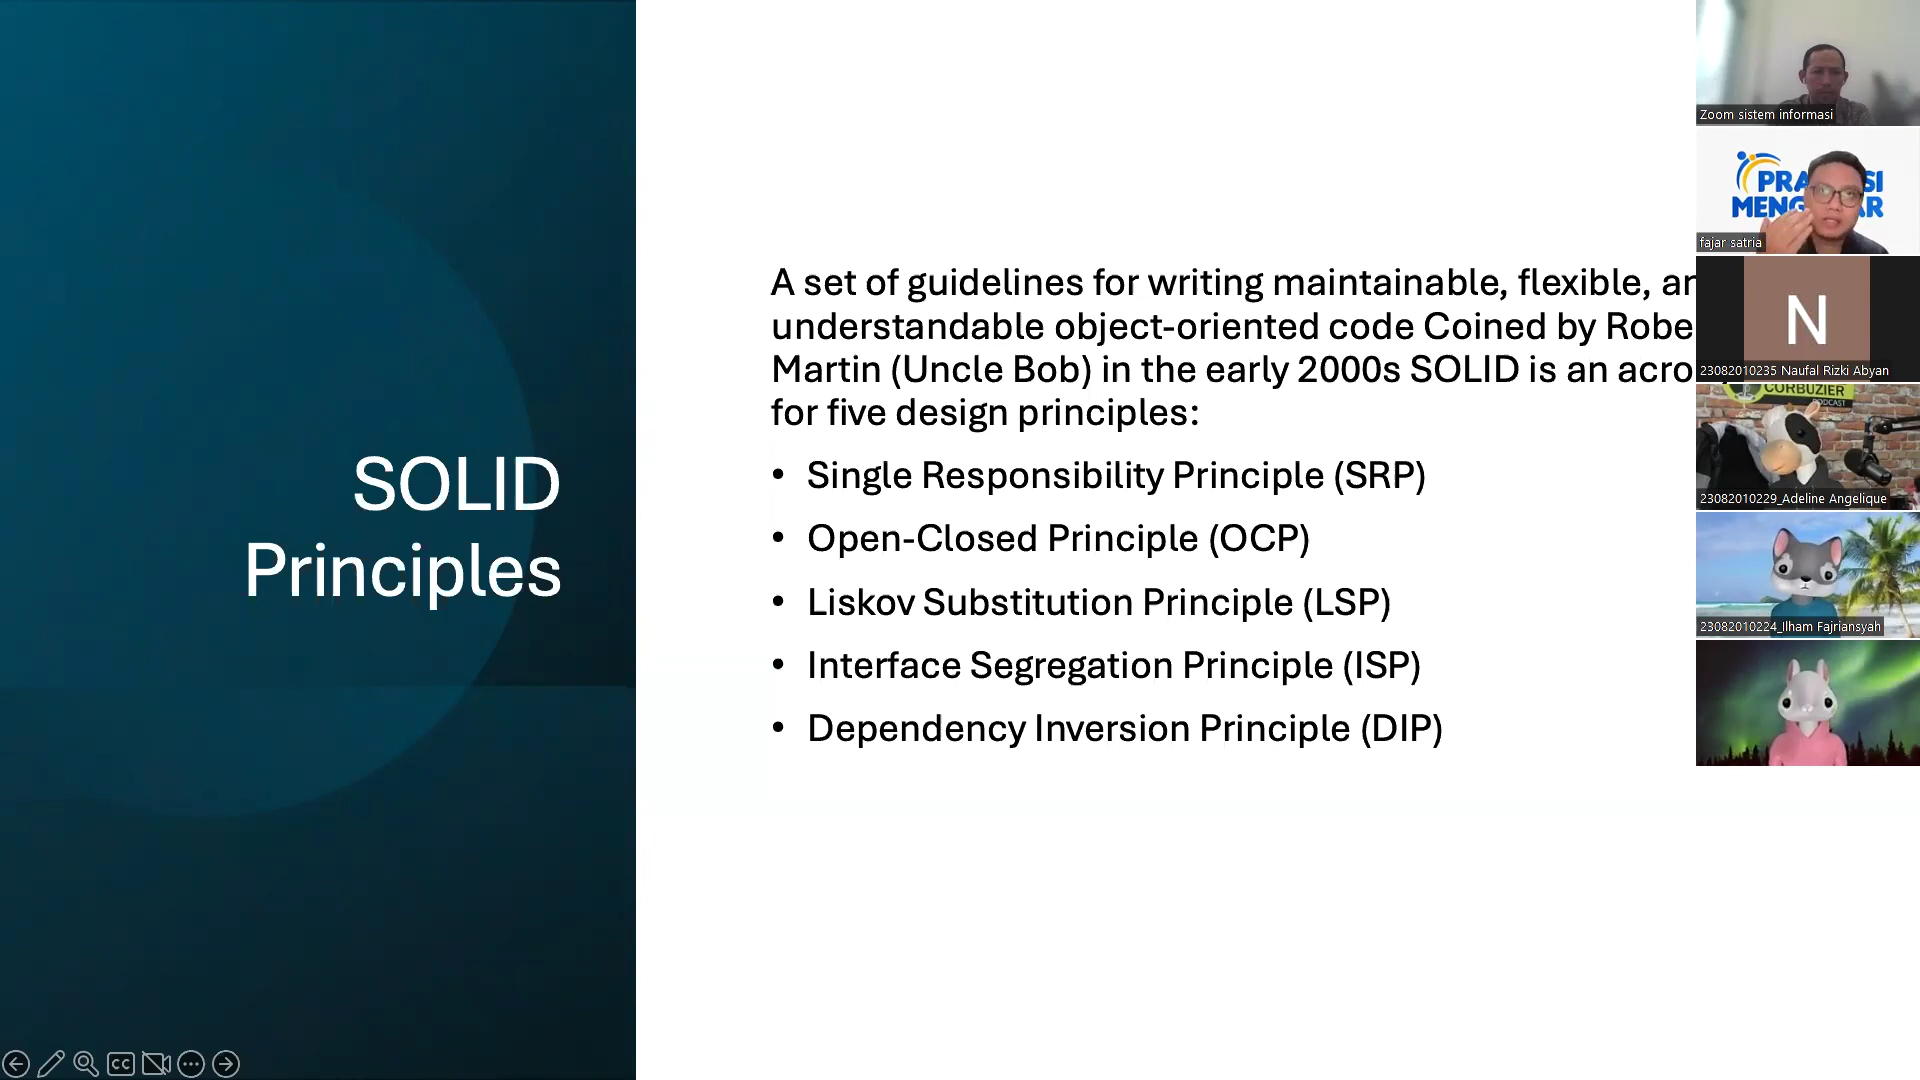 SOLID
Principles
A set of guidelines for writing maintainable, flexible,
understandable object-oriented code Coined by
Martin (Uncle Bob) in the early 2000s SOLID is an
for five design principles:
• Single Responsibility Principle (SRP)
• Open-Closed Principle (OCP)
• Liskov Substitution Principle (LSP)
• Interface Segregation Principle (ISP)
• Dependency Inversion Principle (DIP)
CC
Zoom sistem informasi
fajar satria
N
23082010235 Naufal Rizki Abyan
CORBUZIER
PODCAST
23082010229_Adeline Angelique
23082010224_Ilham Fajriansyah